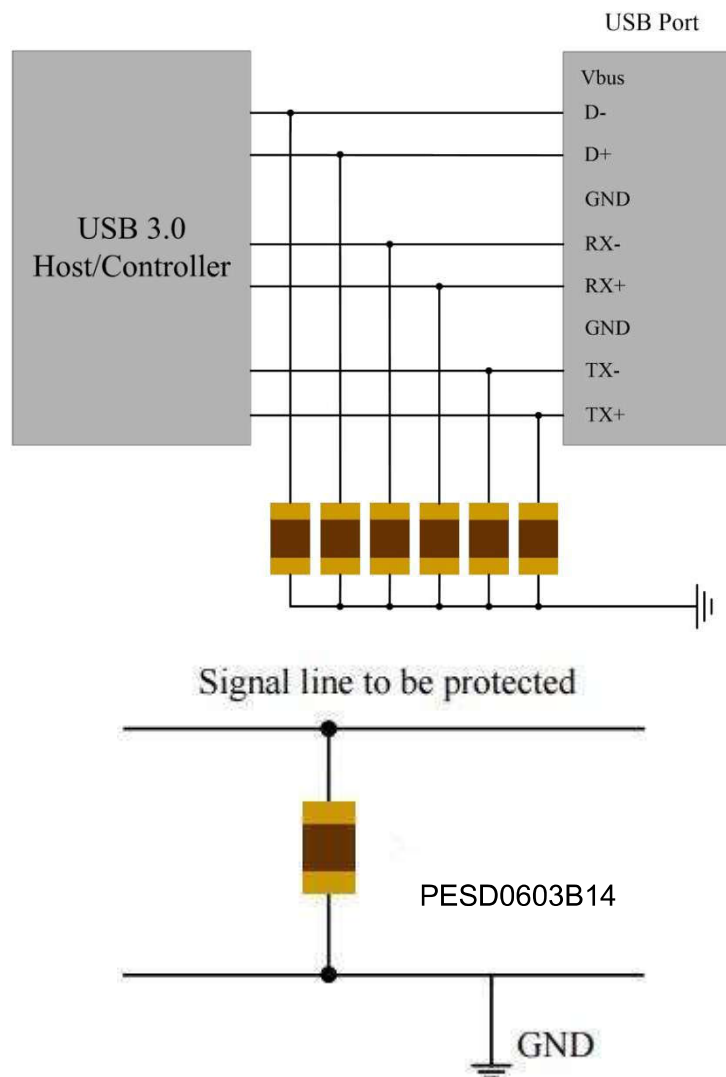 USB Port
USB 3.0
Host/Controller
Vbus
D-
D+
GND
RX-
RX+
GND
TX-
TX+
Signal line to be protected
PESD0603B14
GND